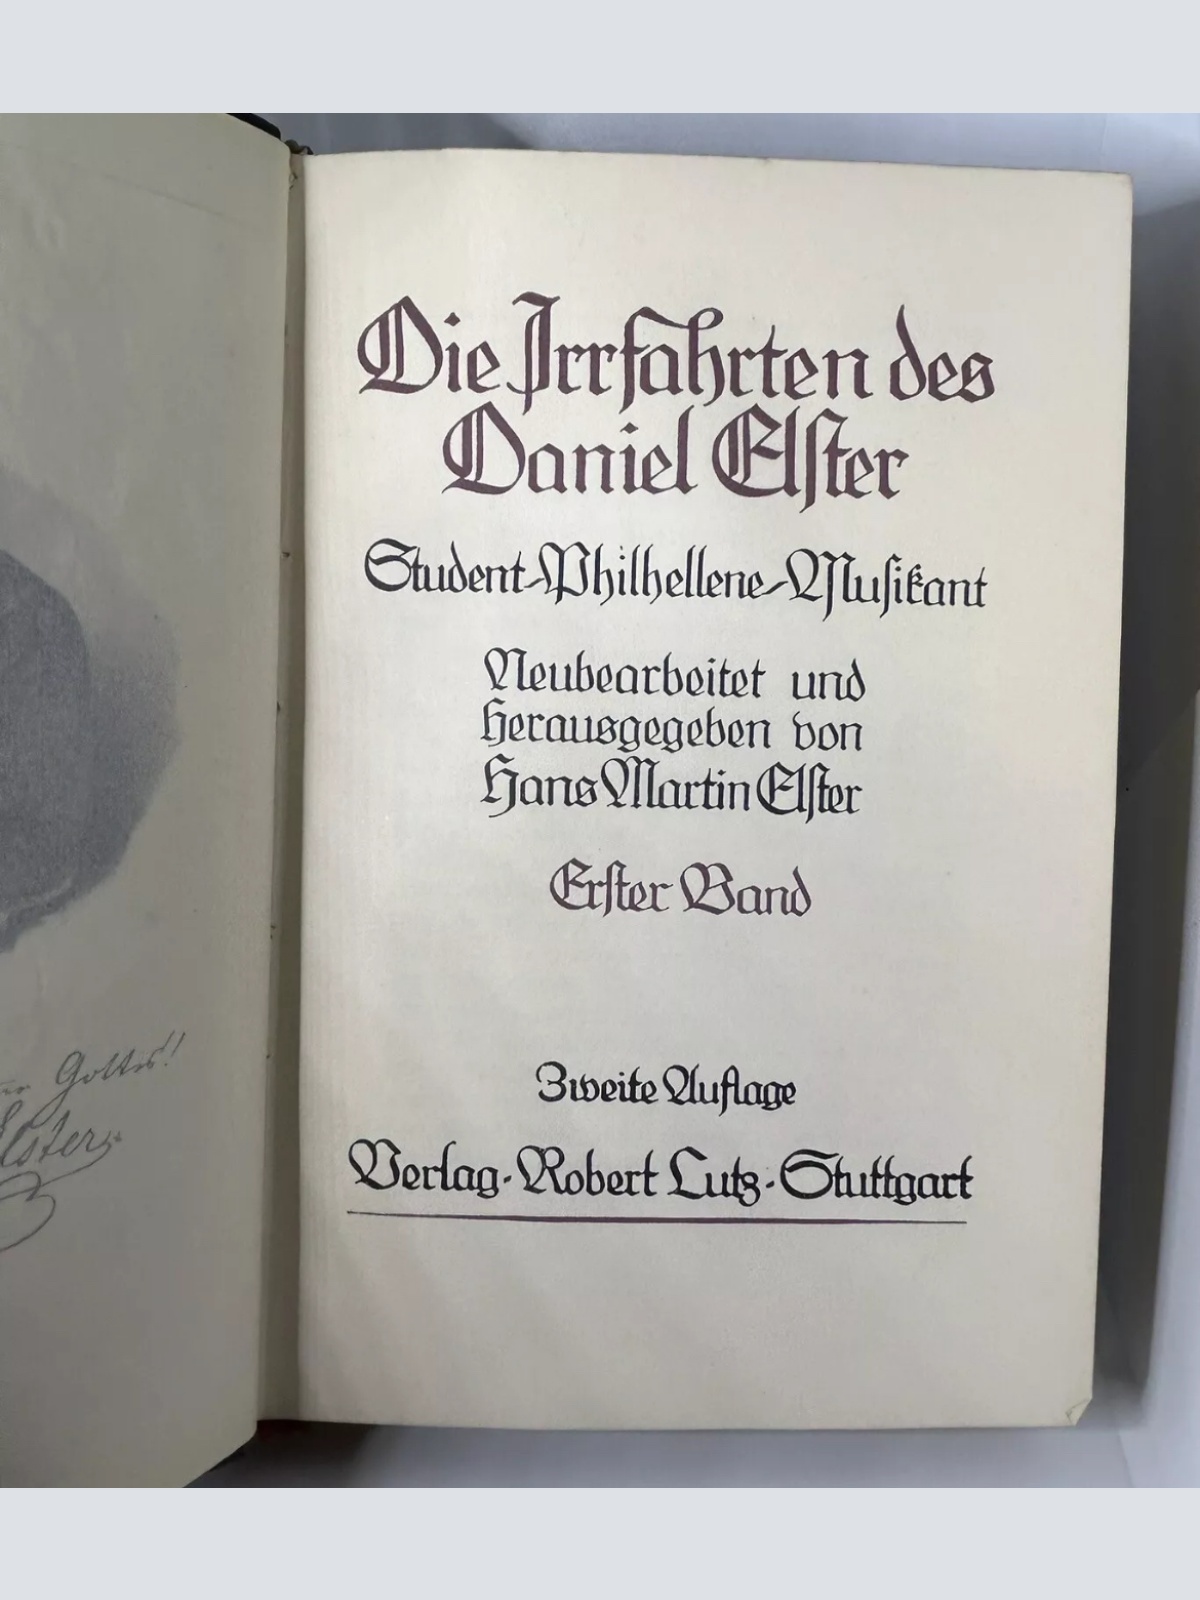 Die Irrfahrten des
Daniel Elster
Student-Philhellene-Musikant
Neubearbeitet und
herausgegeben von
Hans Martin Elster
Erster Band
Zweite Auflage
Verlag · Robert Lutz · Stuttgart
Gottes!